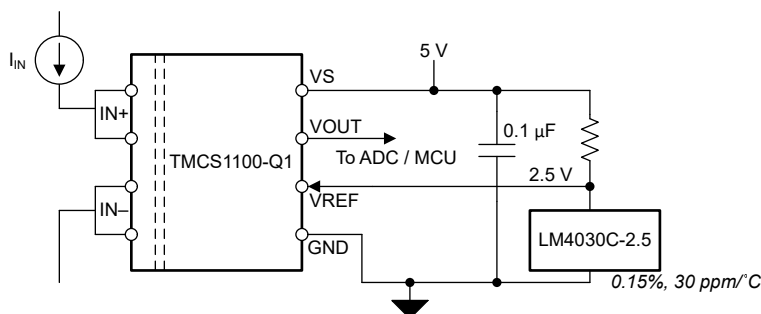 5 V
I_IN
VS
IN+
VOUT
0.1 µF
To ADC / MCU
TMCS1100-Q1
2.5 V
VREF
IN–
GND
LM4030C-2.5
0.15%, 30 ppm/˚C